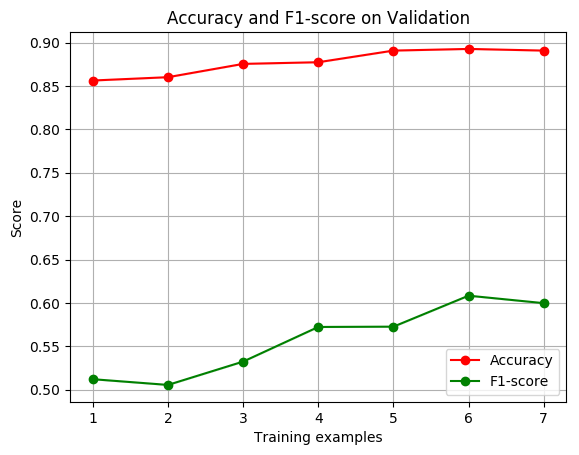 Accuracy and F1-score on Validation
0.90
0.85
0.80
0.75
0.70
0.65
0.60
0.55
0.50
Score
Accuracy
F1-score
1 2 3 4 5 6 7
Training examples